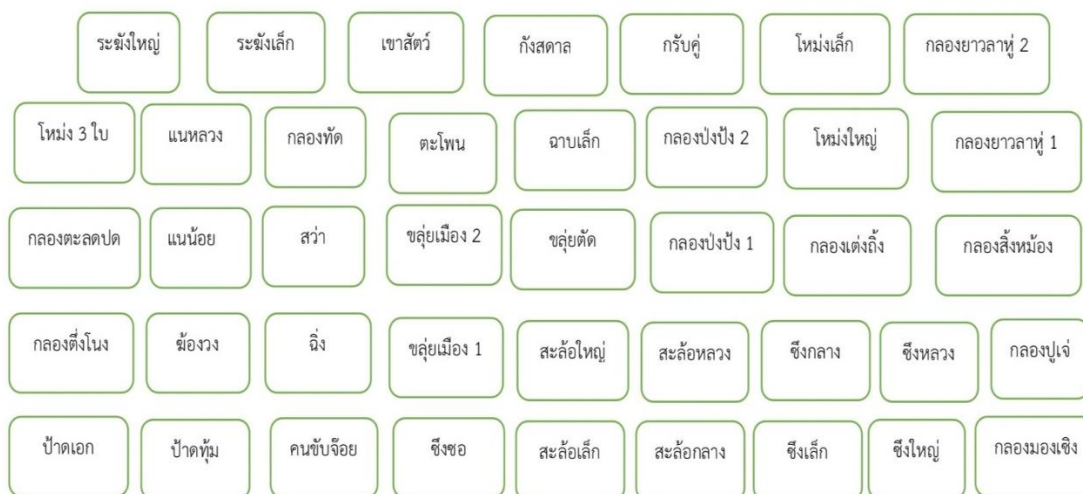 ระฆังใหญ่ ระฆังเล็ก เขาสัตว์ กังสดาล กรับคู่ โหม่งเล็ก กลองยาวลาหู่ 2
โหม่ง 3 ใบ แนหลวง กลองทัด ตะโพน ฉาบเล็ก กลองป่งป้ง 2 โหม่งใหญ่ กลองยาวลาหู่ 1
กลองตะลดปด แนน้อย สว่า ขลุ่ยเมือง 2 ขลุ่ยตัด กลองป่งป้ง 1 กลองเต่งถิ้ง กลองสิ้งหม้อง
กลองตึ่งโนง ฆ้องวง ฉิ่ง ขลุ่ยเมือง 1 สะล้อใหญ่ สะล้อหลวง ซึงกลาง ซึงหลวง กลองปูเจ่
ป้าดเอก ป้าดทุ้ม คนขับจ๊อย ซึงซอ สะล้อเล็ก สะล้อกลาง ซึงเล็ก ซึงใหญ่ กลองมองเซิง